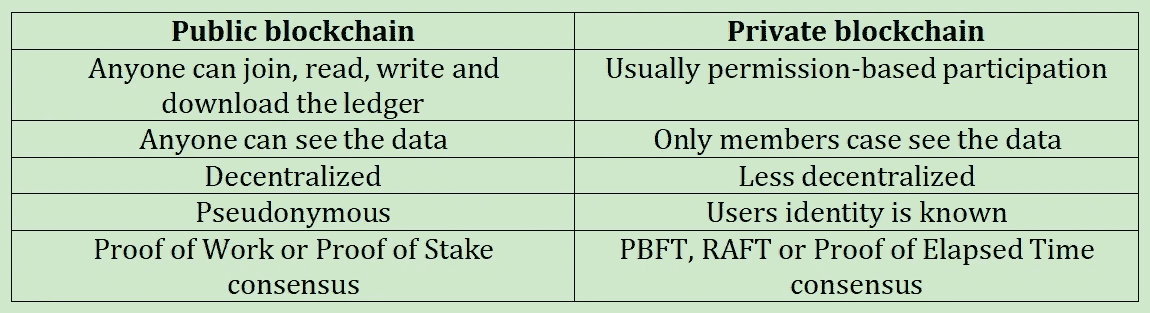 Public blockchain
Private blockchain
Anyone can join, read, write and
download the ledger
Usually permission-based participation
Anyone can see the data
Only members case see the data
Decentralized
Less decentralized
Pseudonymous
Users identity is known
Proof of Work or Proof of Stake
consensus
PBFT, RAFT or Proof of Elapsed Time
consensus